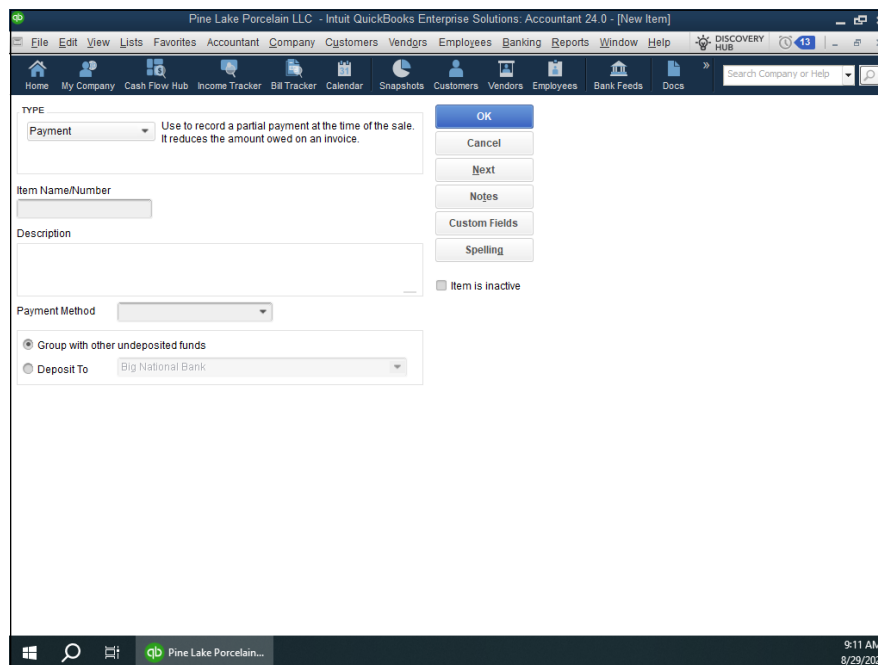 qb Pine Lake Porcelain LLC - Intuit QuickBooks Enterprise Solutions: Accountant 24.0 - [New Item]
File Edit View Lists Favorites Accountant Company Customers Vendors Employees Banking Reports Window Help DISCOVERY HUB 13
Home My Company Cash Flow Hub Income Tracker Bill Tracker Calendar Snapshots Customers Vendors Employees Bank Feeds Docs » Search Company or Help
TYPE
Payment
Use to record a partial payment at the time of the sale.
It reduces the amount owed on an invoice.
OK
Cancel
Next
Notes
Custom Fields
Spelling
Item is inactive
Item Name/Number
Description
Payment Method
Group with other undeposited funds
Deposit To Big National Bank
qb Pine Lake Porcelain...
9:11 AM
8/29/202